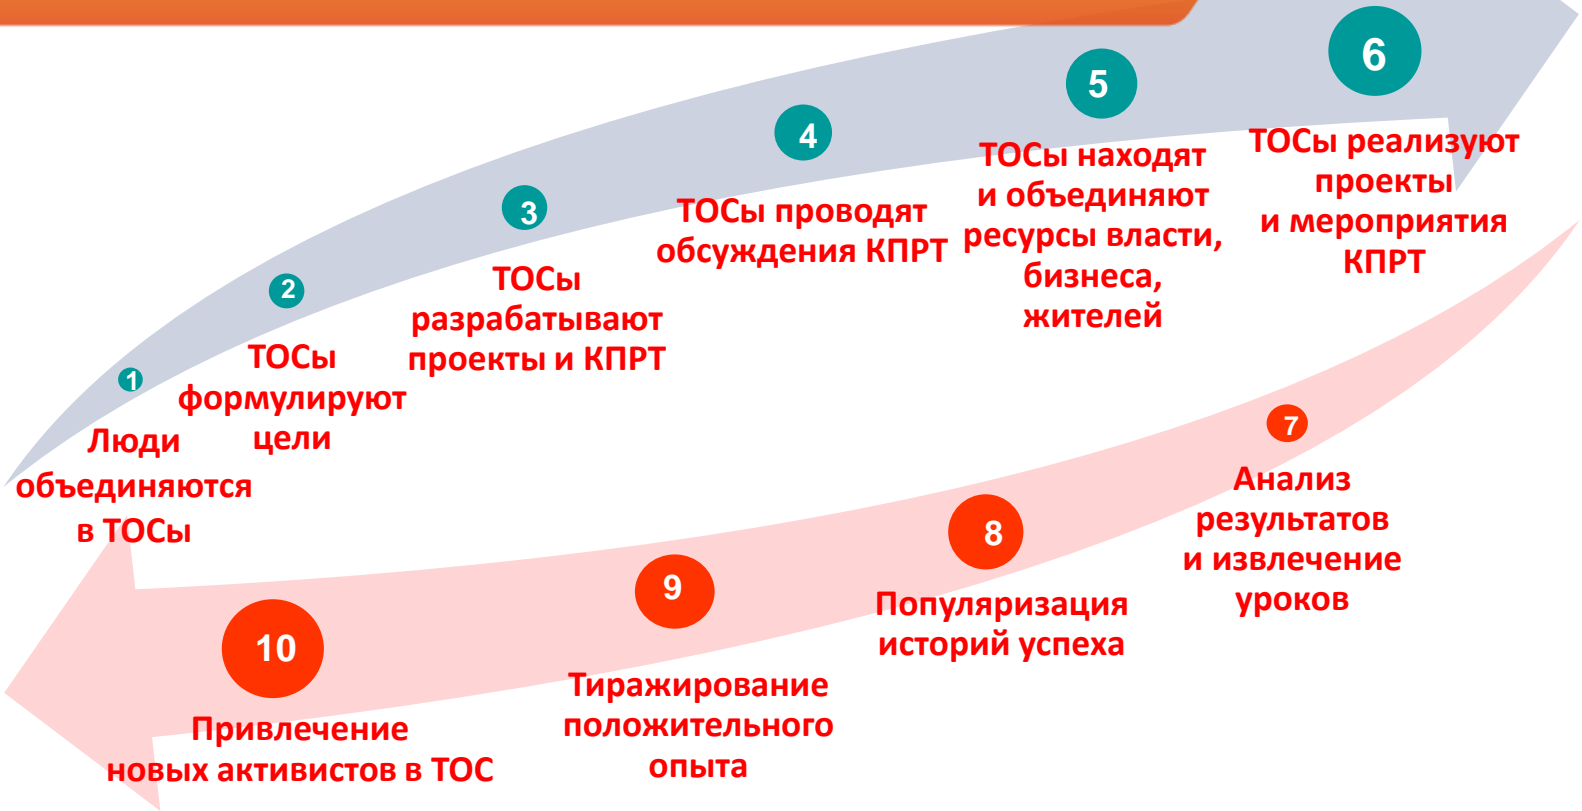 1
Люди
объединяются
в ТОСы
2
ТОСы
формулируют
цели
3
ТОСы
разрабатывают
проекты и КПРТ
4
ТОСы проводят
обсуждения КПРТ
5
ТОСы находят
и объединяют
ресурсы власти,
бизнеса,
жителей
6
ТОСы реализуют
проекты
и мероприятия
КПРТ
7
Анализ
результатов
и извлечение
уроков
8
Популяризация
историй успеха
9
Тиражирование
положительного
опыта
10
Привлечение
новых активистов в ТОС